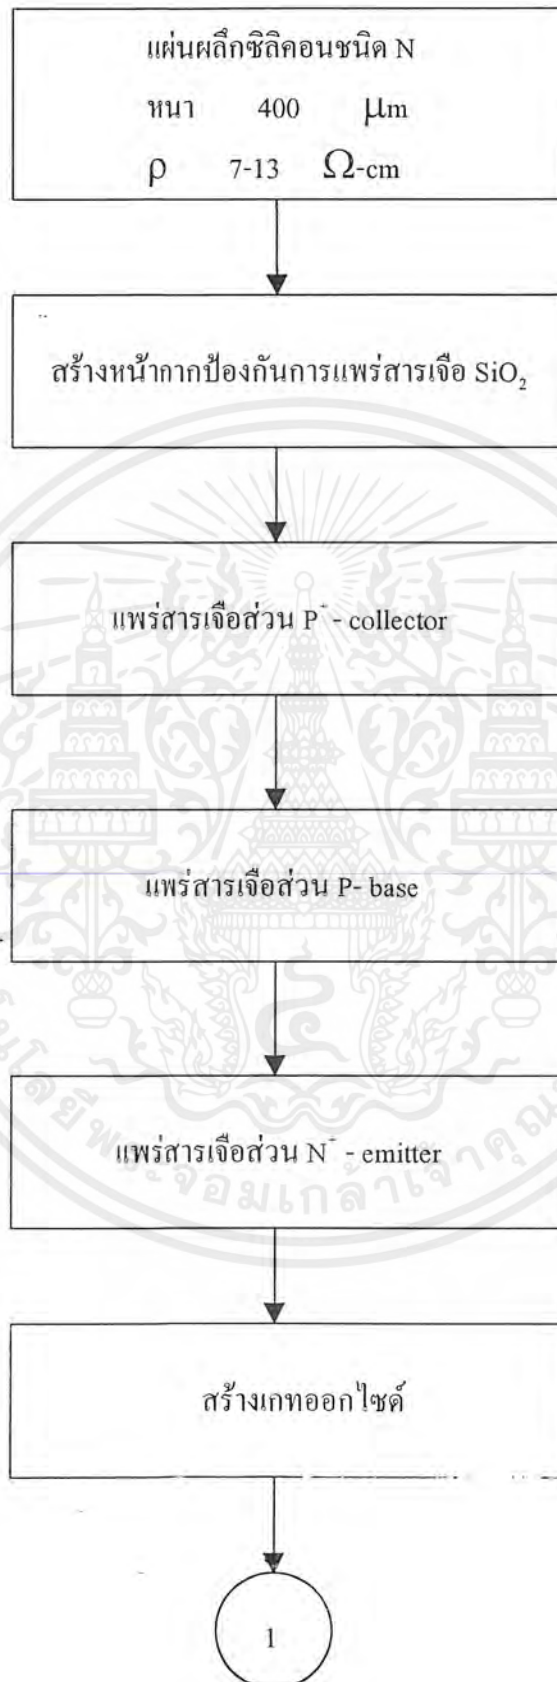 แผ่นผลึกซิลิคอนชนิด N
หนา 400 μm
ρ 7-13 Ω-cm
สร้างหน้ากากป้องกันการแพร่สารเจือ SiO₂
แพร่สารเจือส่วน P⁺ - collector
แพร่สารเจือส่วน P- base
แพร่สารเจือส่วน N⁺ - emitter
สร้างเกทออกไซด์
1